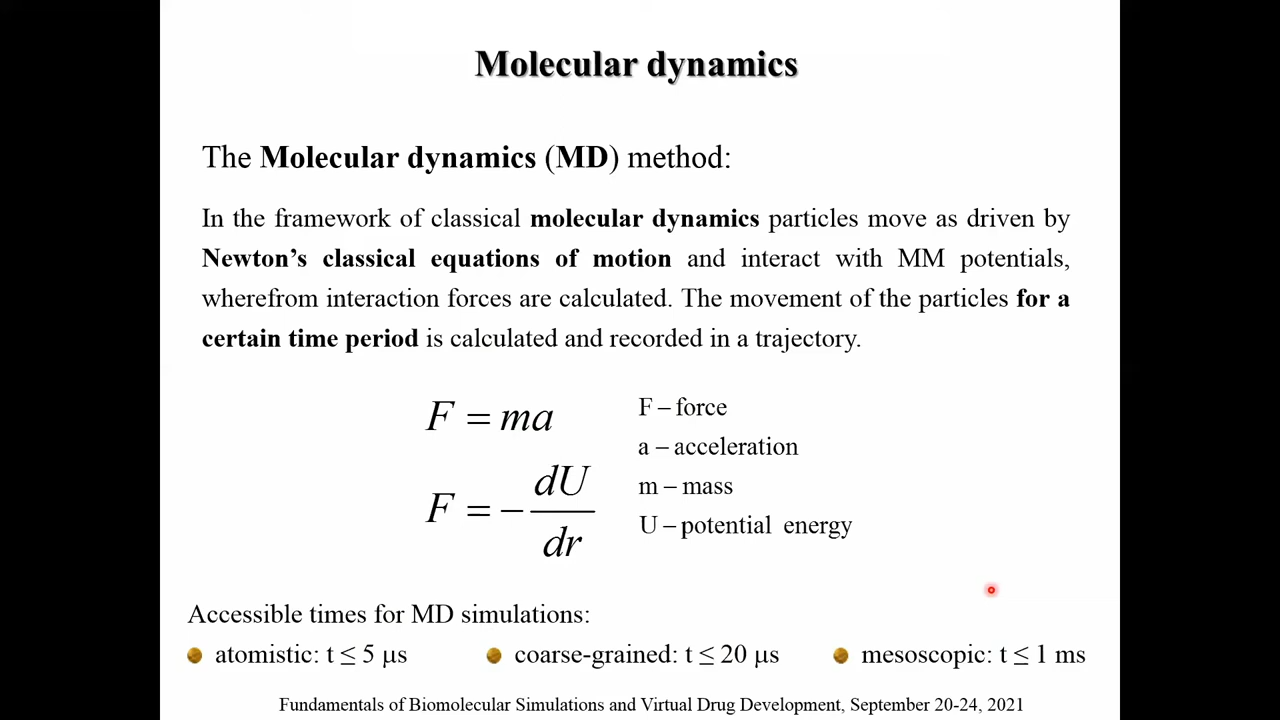 Molecular dynamics
The Molecular dynamics (MD) method:
In the framework of classical molecular dynamics particles move as driven by
Newton’s classical equations of motion and interact with MM potentials,
wherefrom interaction forces are calculated. The movement of the particles for a
certain time period is calculated and recorded in a trajectory.
F = ma
F = − dU/dr
F – force
a – acceleration
m – mass
U – potential energy
Accessible times for MD simulations:
atomistic: t ≤ 5 μs
coarse-grained: t ≤ 20 μs
mesoscopic: t ≤ 1 ms
Fundamentals of Biomolecular Simulations and Virtual Drug Development, September 20-24, 2021